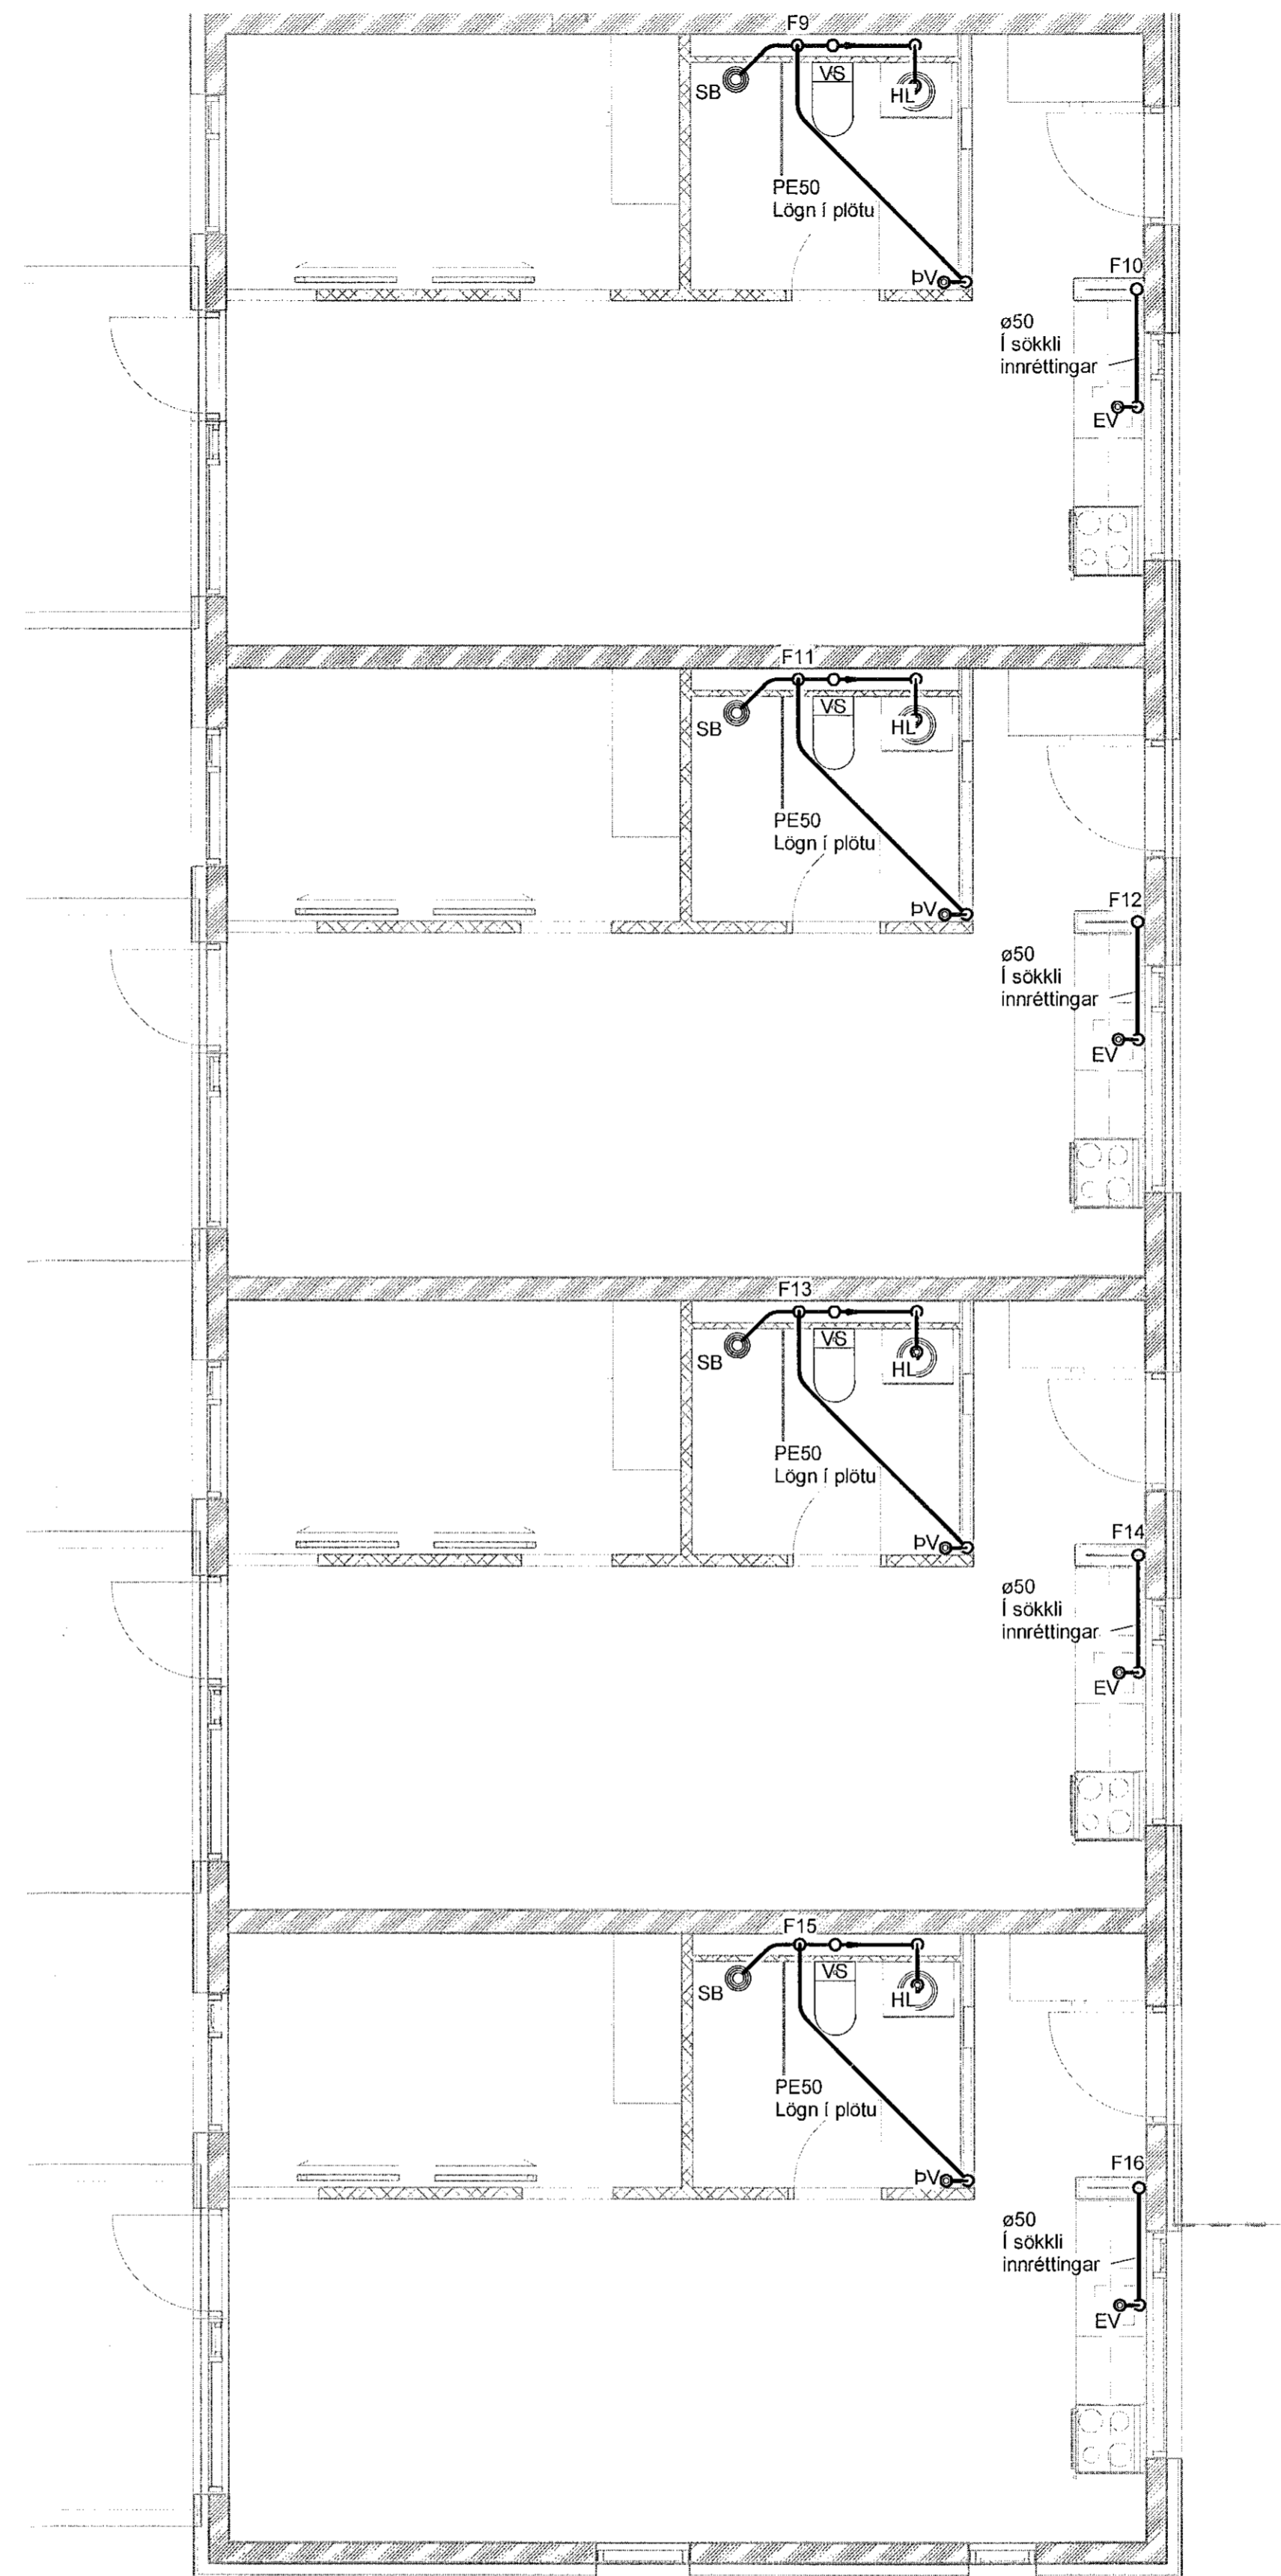 F9
SB
VS
HL
PE50
Lögn í plötu
ÞV
F10
ø50
Í sökkli
innréttingar
EV
F11
SB
VS
HL
PE50
Lögn í plötu
ÞV
F12
ø50
Í sökkli
innréttingar
EV
F13
SB
VS
HL
PE50
Lögn í plötu
ÞV
F14
ø50
Í sökkli
innréttingar
EV
F15
SB
VS
HL
PE50
Lögn í plötu
ÞV
F16
ø50
Í sökkli
innréttingar
EV